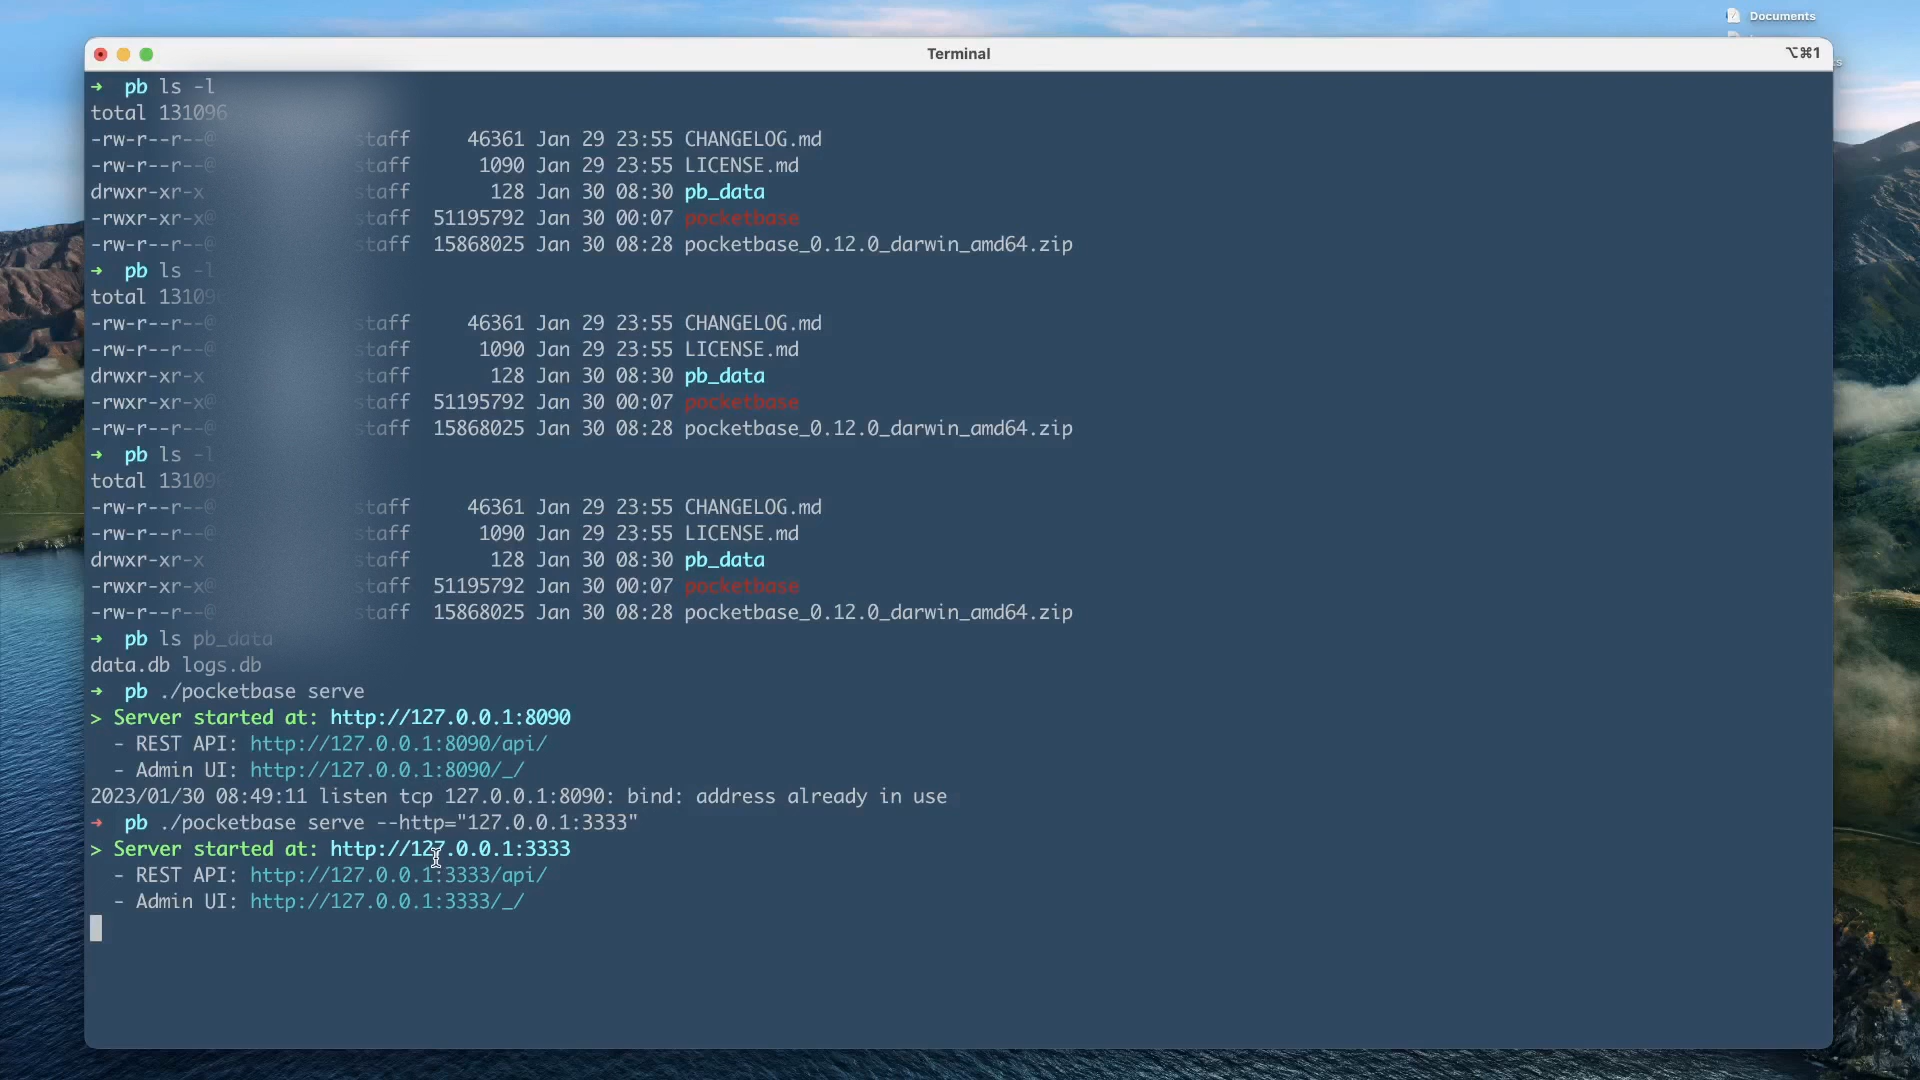 Documents
Terminal
⌥⌘1
→ pb ls -l
total 131096
-rw-r--r--@ staff 46361 Jan 29 23:55 CHANGELOG.md
-rw-r--r--@ staff 1090 Jan 29 23:55 LICENSE.md
drwxr-xr-x staff 128 Jan 30 08:30 pb_data
-rwxr-xr-x@ staff 51195792 Jan 30 00:07 pocketbase
-rw-r--r--@ staff 15868025 Jan 30 08:28 pocketbase_0.12.0_darwin_amd64.zip
→ pb ls -l
total 131096
-rw-r--r--@ staff 46361 Jan 29 23:55 CHANGELOG.md
-rw-r--r--@ staff 1090 Jan 29 23:55 LICENSE.md
drwxr-xr-x staff 128 Jan 30 08:30 pb_data
-rwxr-xr-x@ staff 51195792 Jan 30 00:07 pocketbase
-rw-r--r--@ staff 15868025 Jan 30 08:28 pocketbase_0.12.0_darwin_amd64.zip
→ pb ls -l
total 131096
-rw-r--r--@ staff 46361 Jan 29 23:55 CHANGELOG.md
-rw-r--r--@ staff 1090 Jan 29 23:55 LICENSE.md
drwxr-xr-x staff 128 Jan 30 08:30 pb_data
-rwxr-xr-x@ staff 51195792 Jan 30 00:07 pocketbase
-rw-r--r--@ staff 15868025 Jan 30 08:28 pocketbase_0.12.0_darwin_amd64.zip
→ pb ls pb_data
data.db logs.db
→ pb ./pocketbase serve
> Server started at: http://127.0.0.1:8090
- REST API: http://127.0.0.1:8090/api/
- Admin UI: http://127.0.0.1:8090/_/
2023/01/30 08:49:11 listen tcp 127.0.0.1:8090: bind: address already in use
→ pb ./pocketbase serve --http="127.0.0.1:3333"
> Server started at: http://127.0.0.1:3333
- REST API: http://127.0.0.1:3333/api/
- Admin UI: http://127.0.0.1:3333/_/